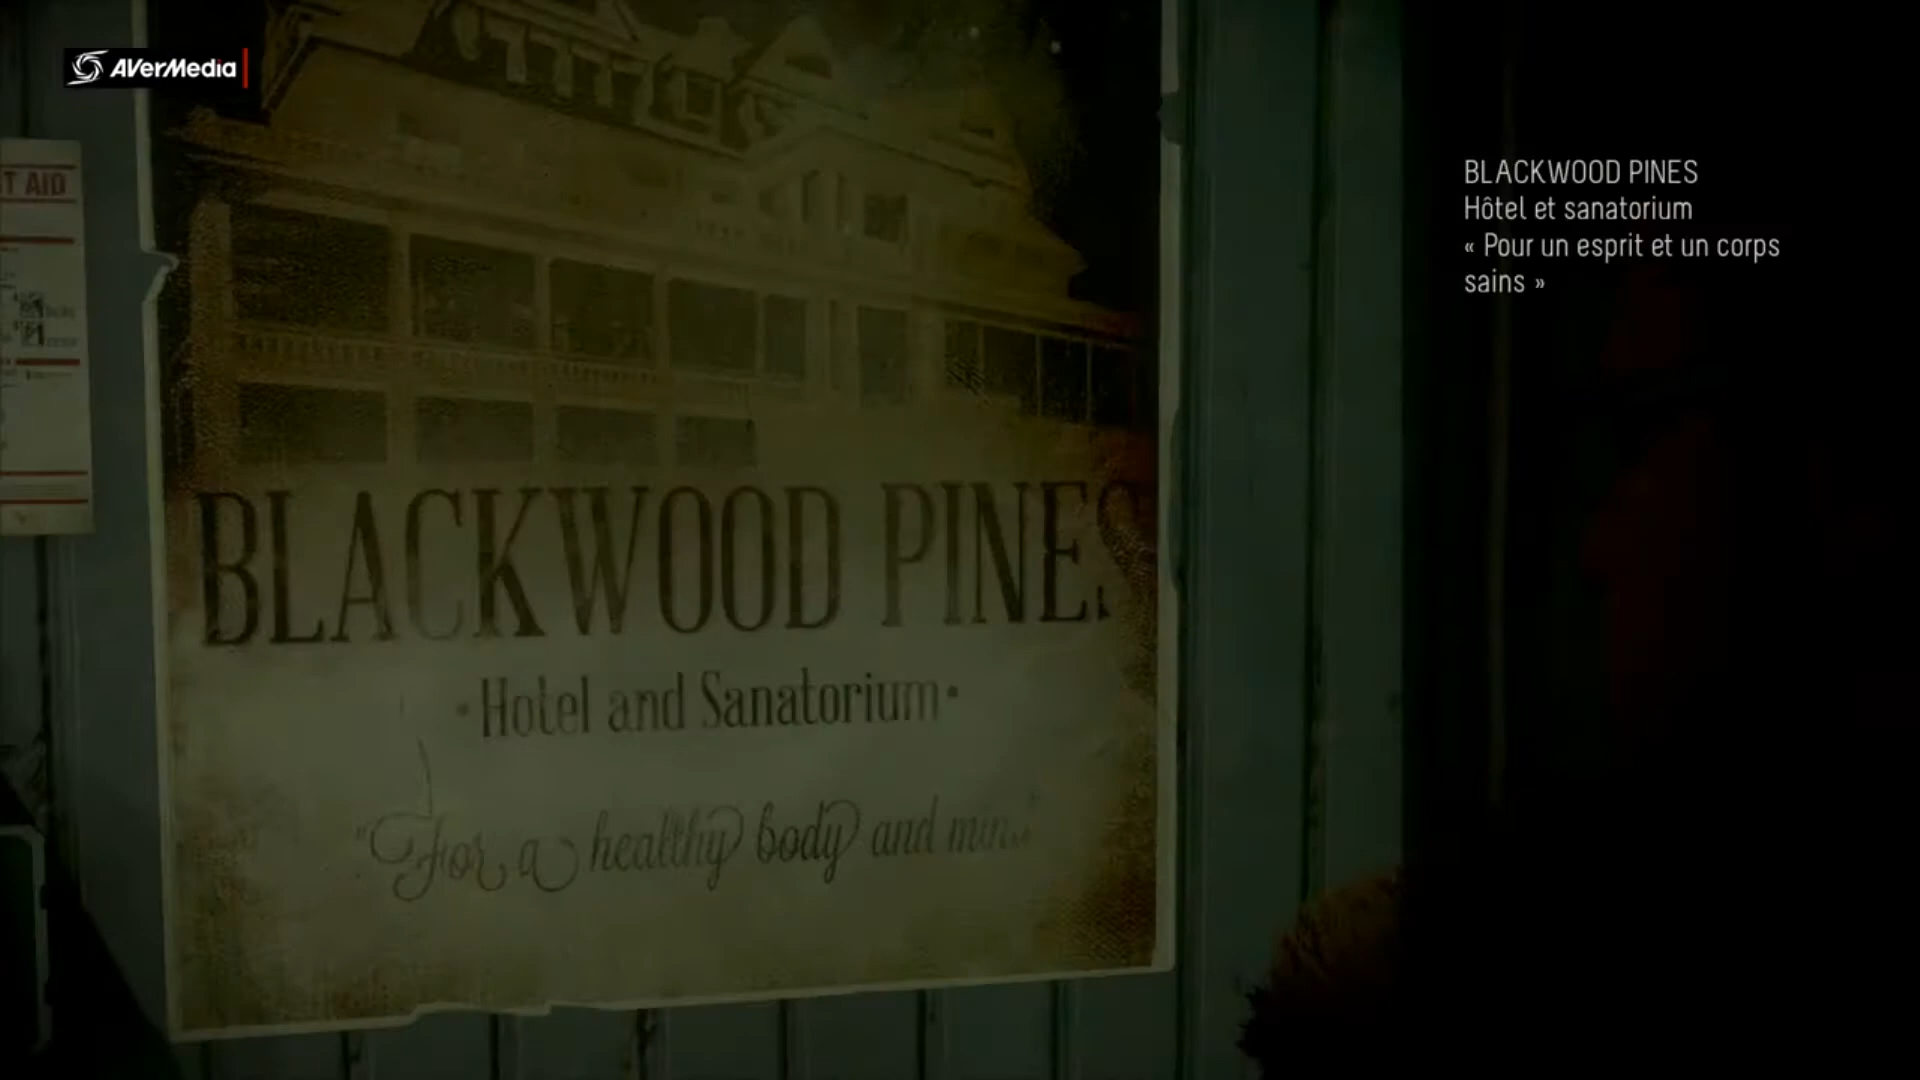 AVerMedia
T AID
BLACKWOOD PINES
Hôtel et sanatorium
« Pour un esprit et un corps
sains »
BLACKWOOD PINES
•Hotel and Sanatorium•
"For a healthy body and mind"